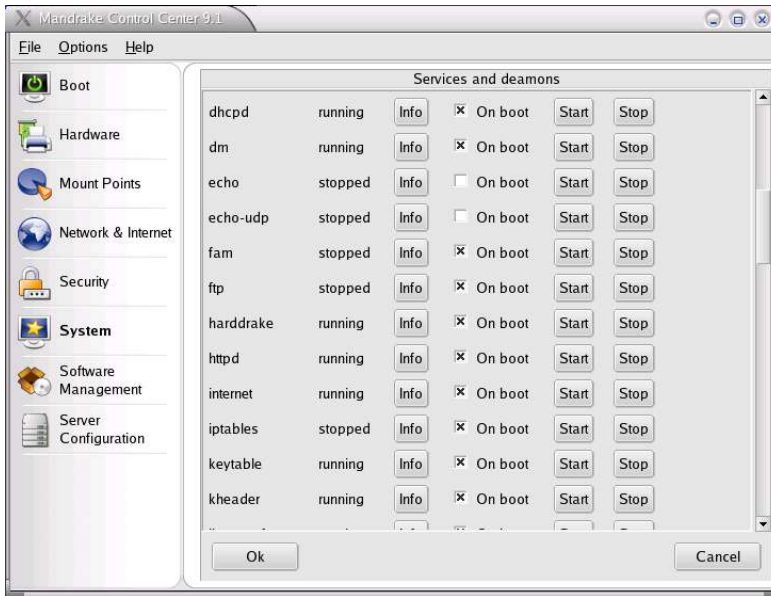 Mandrake Control Center 9.1
File Options Help
Boot
Hardware
Mount Points
Network & Internet
Security
System
Software
Management
Server
Configuration
Services and deamons
dhcpd running Info On boot Start Stop
dm running Info On boot Start Stop
echo stopped Info On boot Start Stop
echo-udp stopped Info On boot Start Stop
fam stopped Info On boot Start Stop
ftp stopped Info On boot Start Stop
harddrake running Info On boot Start Stop
httpd running Info On boot Start Stop
internet running Info On boot Start Stop
iptables stopped Info On boot Start Stop
keytable running Info On boot Start Stop
kheader running Info On boot Start Stop
Ok Cancel